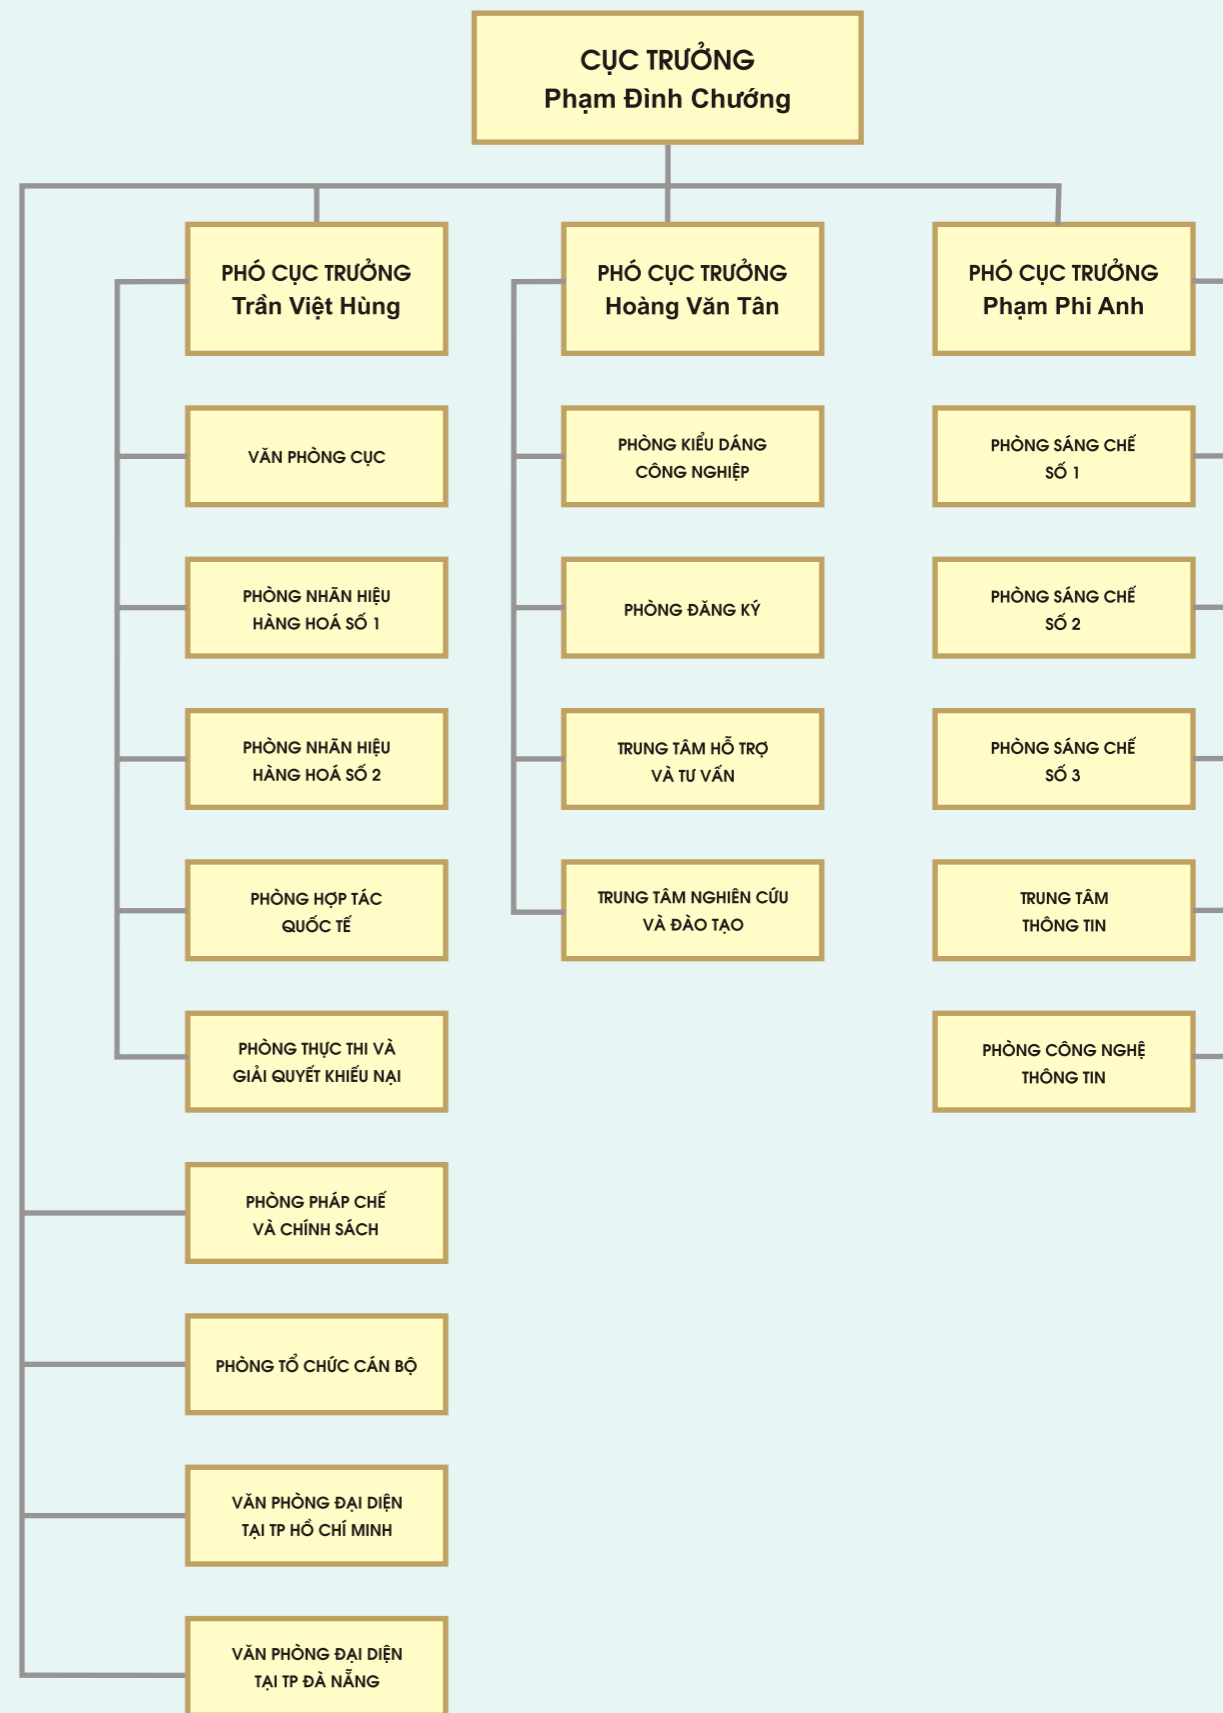 CỤC TRƯỞNG
Phạm Đình Chướng
PHÓ CỤC TRƯỞNG
Trần Việt Hùng
PHÓ CỤC TRƯỞNG
Hoàng Văn Tân
PHÓ CỤC TRƯỞNG
Phạm Phi Anh
VĂN PHÒNG CỤC
PHÒNG KIỂU DÁNG
CÔNG NGHIỆP
PHÒNG SÁNG CHẾ
SỐ 1
PHÒNG NHÃN HIỆU
HÀNG HOÁ SỐ 1
PHÒNG ĐĂNG KÝ
PHÒNG SÁNG CHẾ
SỐ 2
PHÒNG NHÃN HIỆU
HÀNG HOÁ SỐ 2
TRUNG TÂM HỖ TRỢ
VÀ TƯ VẤN
PHÒNG SÁNG CHẾ
SỐ 3
PHÒNG HỢP TÁC
QUỐC TẾ
TRUNG TÂM NGHIÊN CỨU
VÀ ĐÀO TẠO
TRUNG TÂM
THÔNG TIN
PHÒNG THỰC THI VÀ
GIẢI QUYẾT KHIẾU NẠI
PHÒNG CÔNG NGHỆ
THÔNG TIN
PHÒNG PHÁP CHẾ
VÀ CHÍNH SÁCH
PHÒNG TỔ CHỨC CÁN BỘ
VĂN PHÒNG ĐẠI DIỆN
TẠI TP HỒ CHÍ MINH
VĂN PHÒNG ĐẠI DIỆN
TẠI TP ĐÀ NẴNG